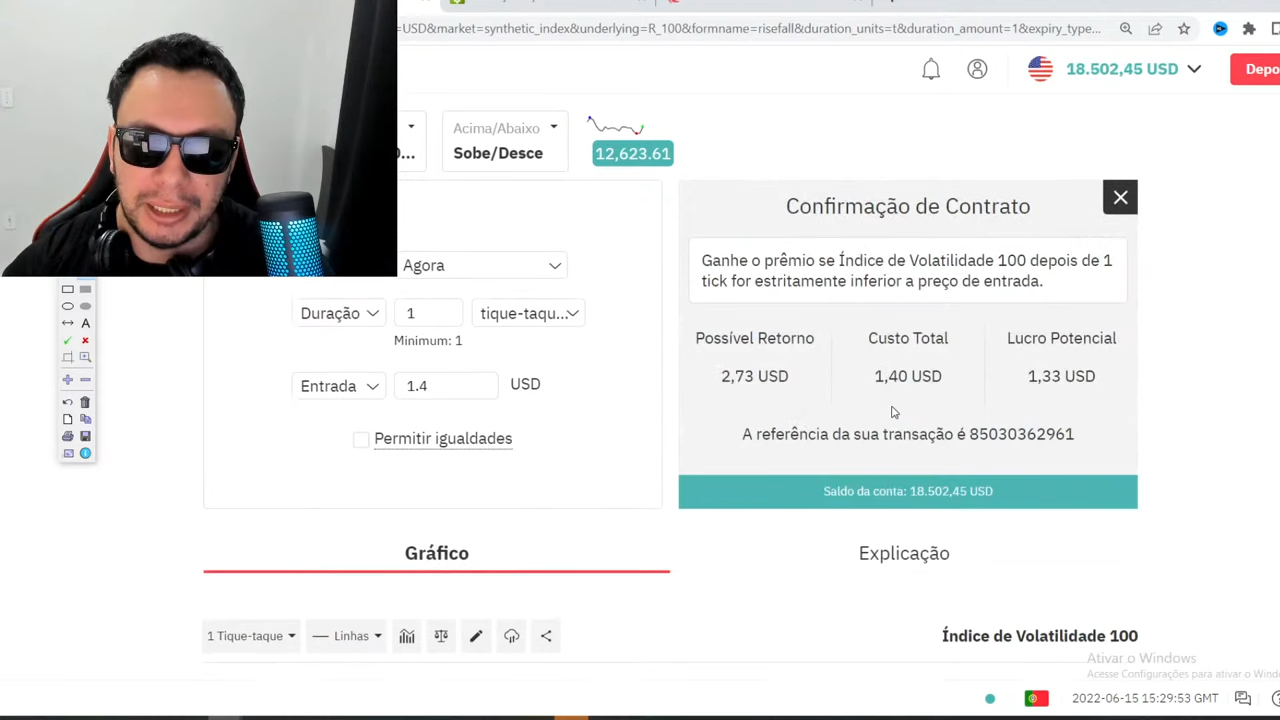 =USD&market=synthetic_index&underlying=R_100&formname=risefall&duration_units=t&duration_amount=1&expiry_type...
18.502,45 USD
Depo
Acima/Abaixo
Sobe/Desce
12,623.61
Confirmação de Contrato
Ganhe o prêmio se Índice de Volatilidade 100 depois de 1
tick for estritamente inferior a preço de entrada.
Agora
Duração
1
tique-taqu...
Minimum: 1
Possível Retorno
Custo Total
Lucro Potencial
2,73 USD
1,40 USD
1,33 USD
Entrada
1.4
USD
A referência da sua transação é 85030362961
Permitir igualdades
Saldo da conta: 18.502,45 USD
Gráfico
Explicação
1 Tique-taque
Linhas
Índice de Volatilidade 100
Ativar o Windows
Acesse Configurações para ativar o Wind
2022-06-15 15:29:53 GMT